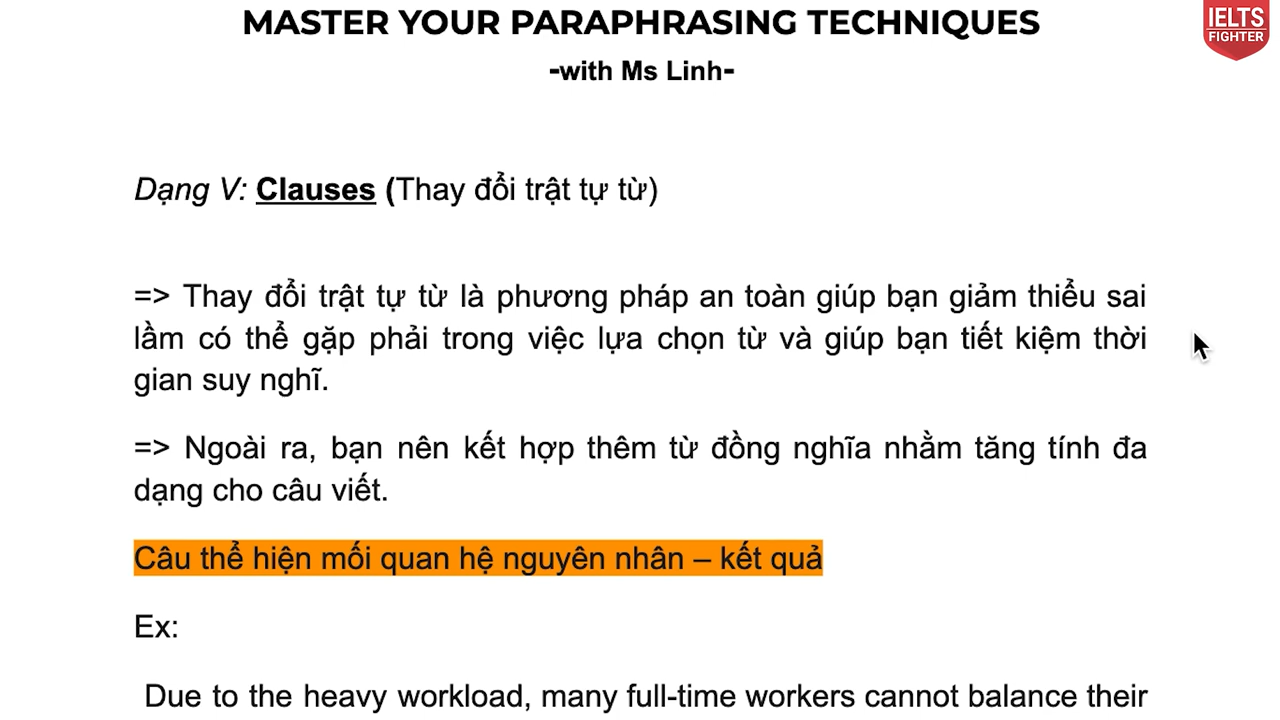 MASTER YOUR PARAPHRASING TECHNIQUES
IELTS
FIGHTER
-with Ms Linh-
Dạng V: Clauses (Thay đổi trật tự từ)
=> Thay đổi trật tự từ là phương pháp an toàn giúp bạn giảm thiểu sai
lầm có thể gặp phải trong việc lựa chọn từ và giúp bạn tiết kiệm thời
gian suy nghĩ.
=> Ngoài ra, bạn nên kết hợp thêm từ đồng nghĩa nhằm tăng tính đa
dạng cho câu viết.
Câu thể hiện mối quan hệ nguyên nhân – kết quả
Ex:
Due to the heavy workload, many full-time workers cannot balance their